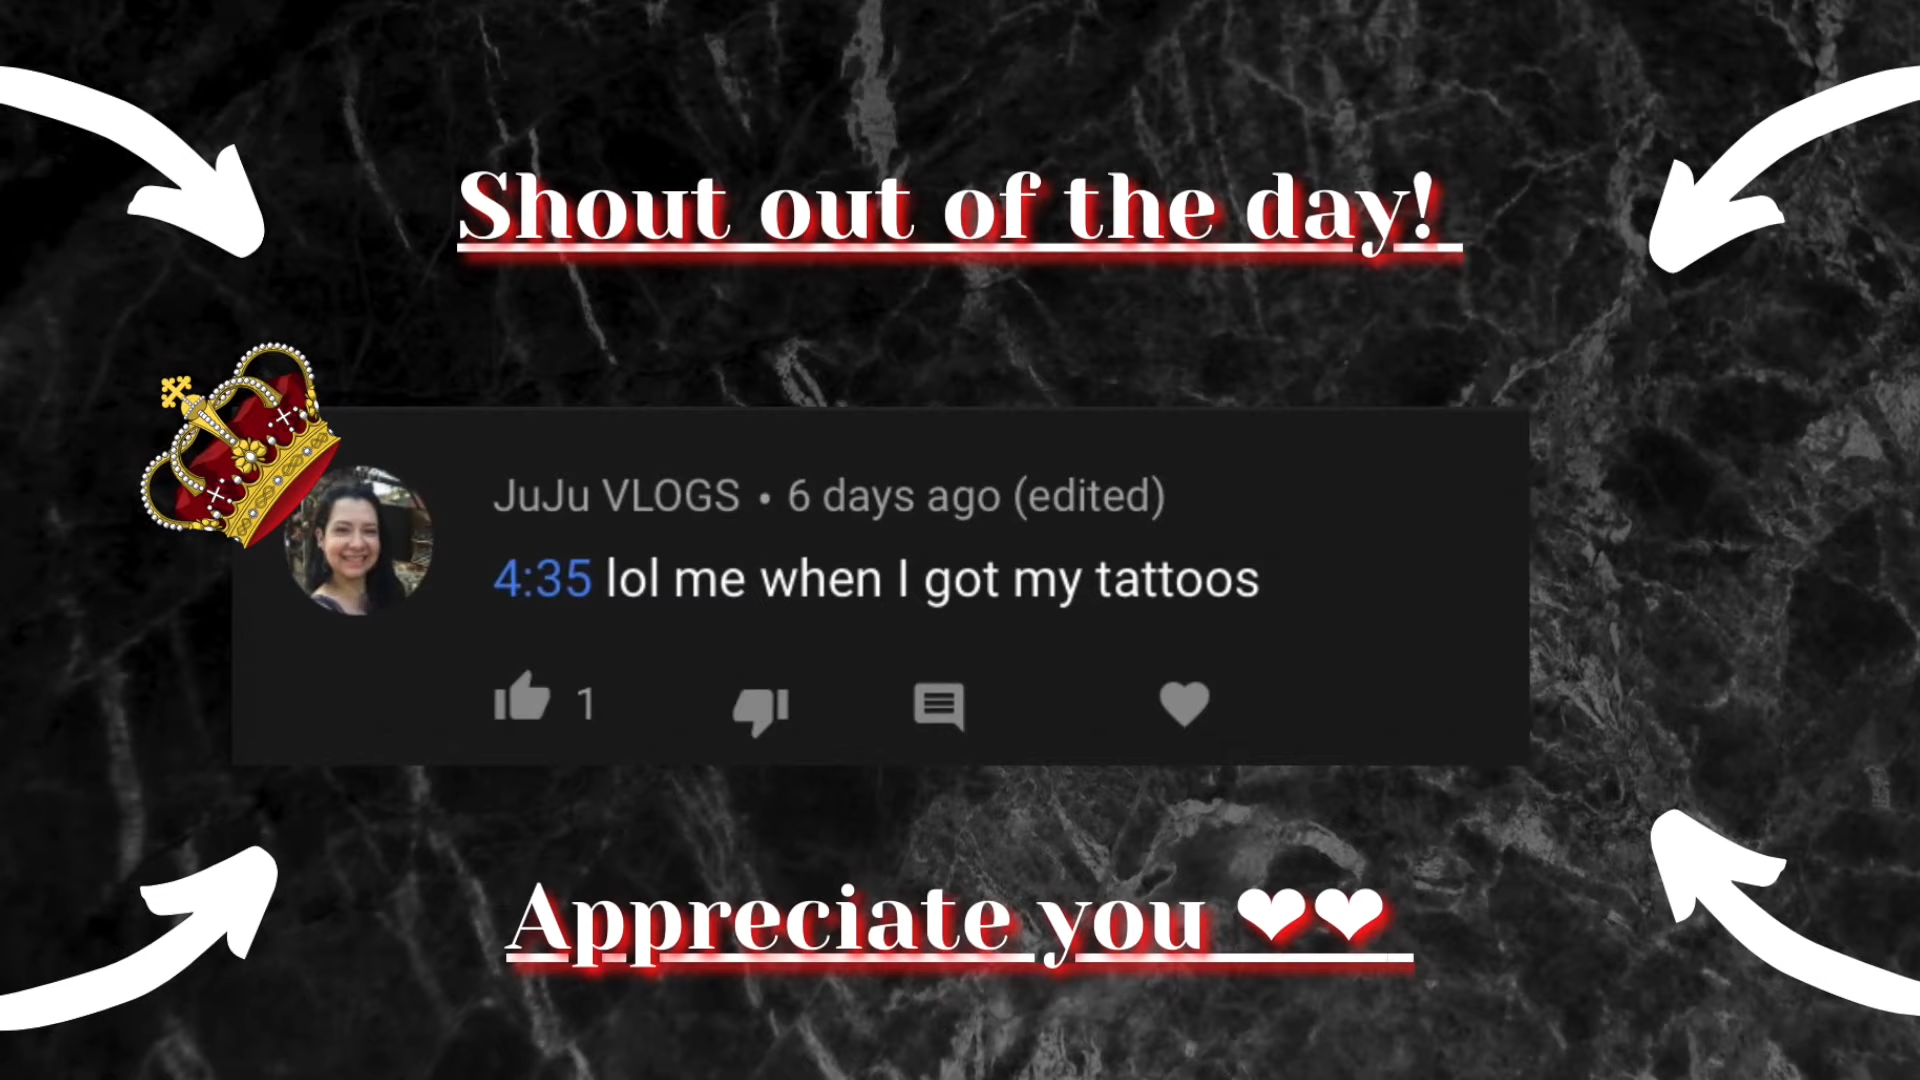 Shout out of the day!
JuJu VLOGS • 6 days ago (edited)
4:35 lol me when I got my tattoos
1
Appreciate you ❤❤